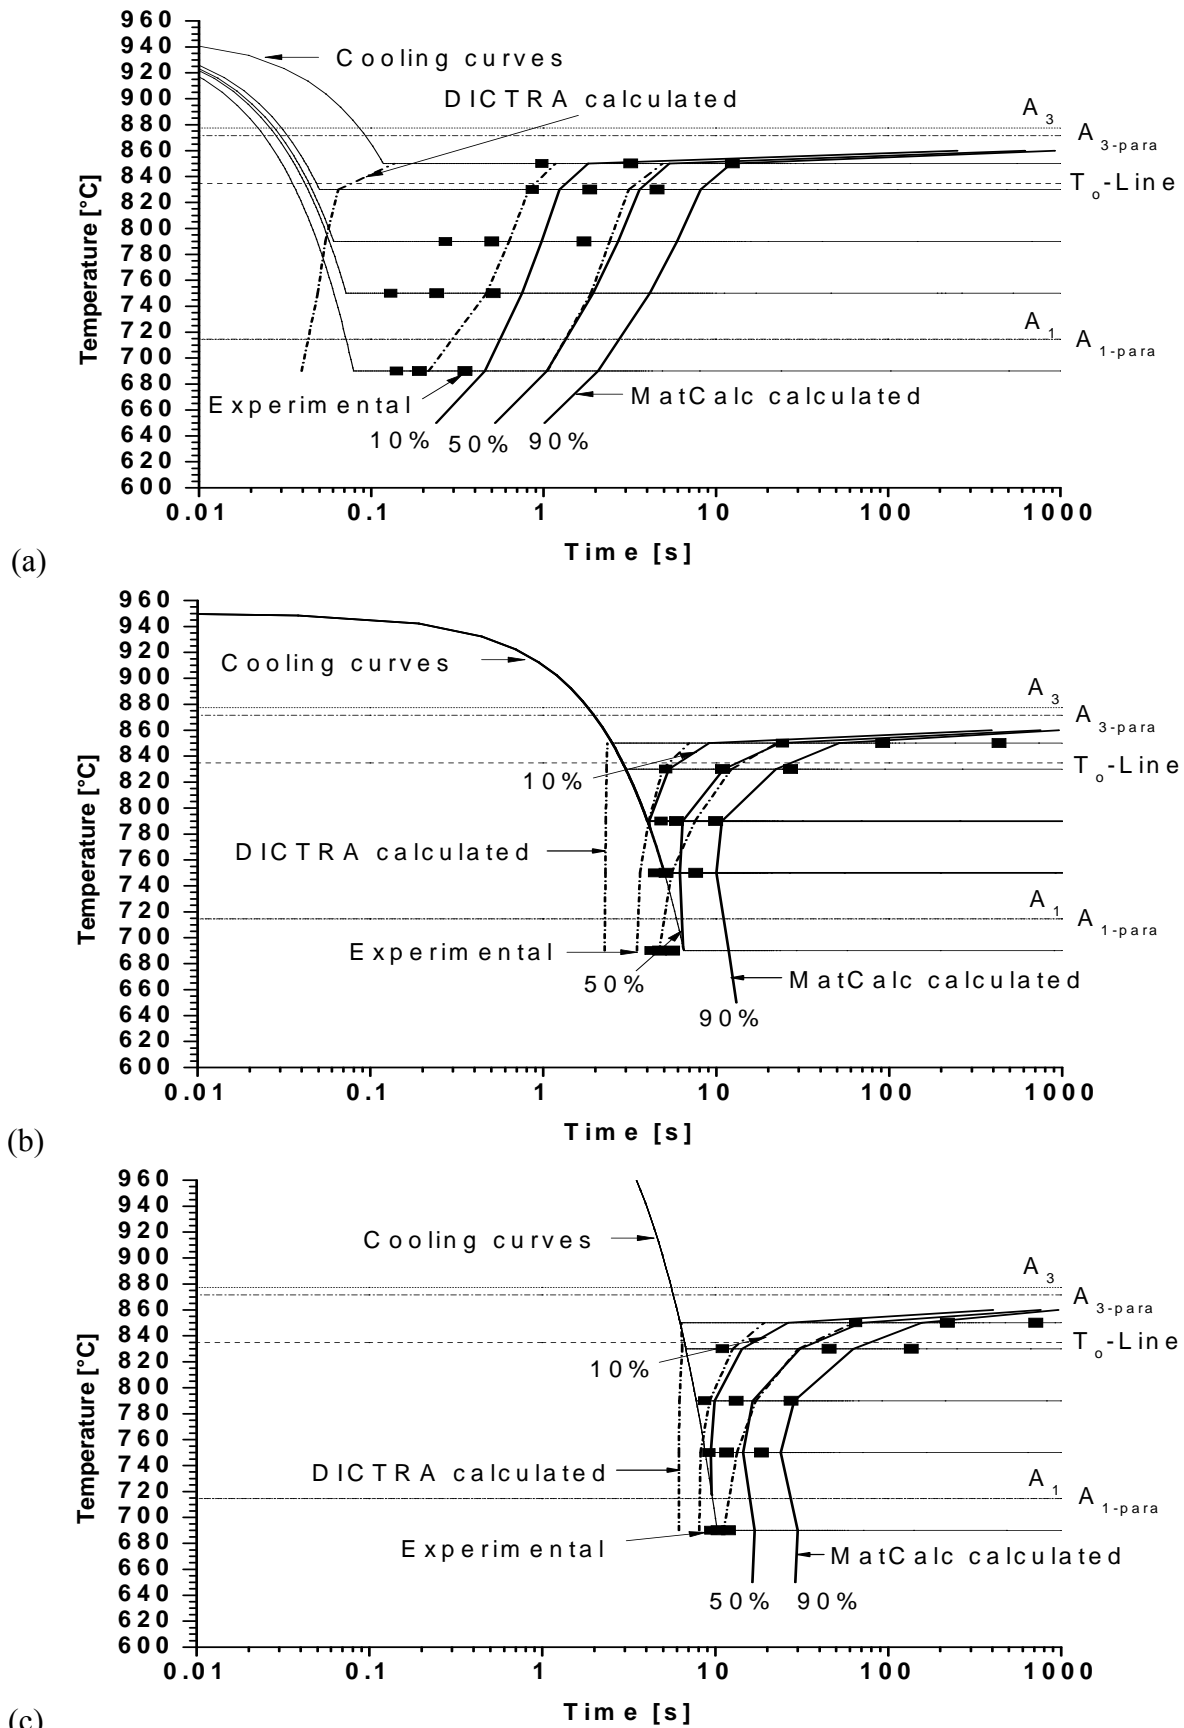 960
940
920
900
880
860
840
820
800
780
760
740
720
700
680
660
640
620
600
Temperature [°C]
Cooling curves
DICTRA calculated
A3
A3-para
To-Line
A1
A1-para
Experimental
MatCalc calculated
10%
50%
90%
0.01 0.1 1 10 100 1000
Time [s]
(a)
960
940
920
900
880
860
840
820
800
780
760
740
720
700
680
660
640
620
600
Temperature [°C]
Cooling curves
A3
A3-para
To-Line
10%
DICTRA calculated
A1
A1-para
Experimental
50%
MatCalc calculated
90%
0.01 0.1 1 10 100 1000
Time [s]
(b)
960
940
920
900
880
860
840
820
800
780
760
740
720
700
680
660
640
620
600
Temperature [°C]
Cooling curves
A3
A3-para
To-Line
10%
DICTRA calculated
A1
A1-para
Experimental
MatCalc calculated
50%
90%
0.01 0.1 1 10 100 1000
Time [s]
(c)